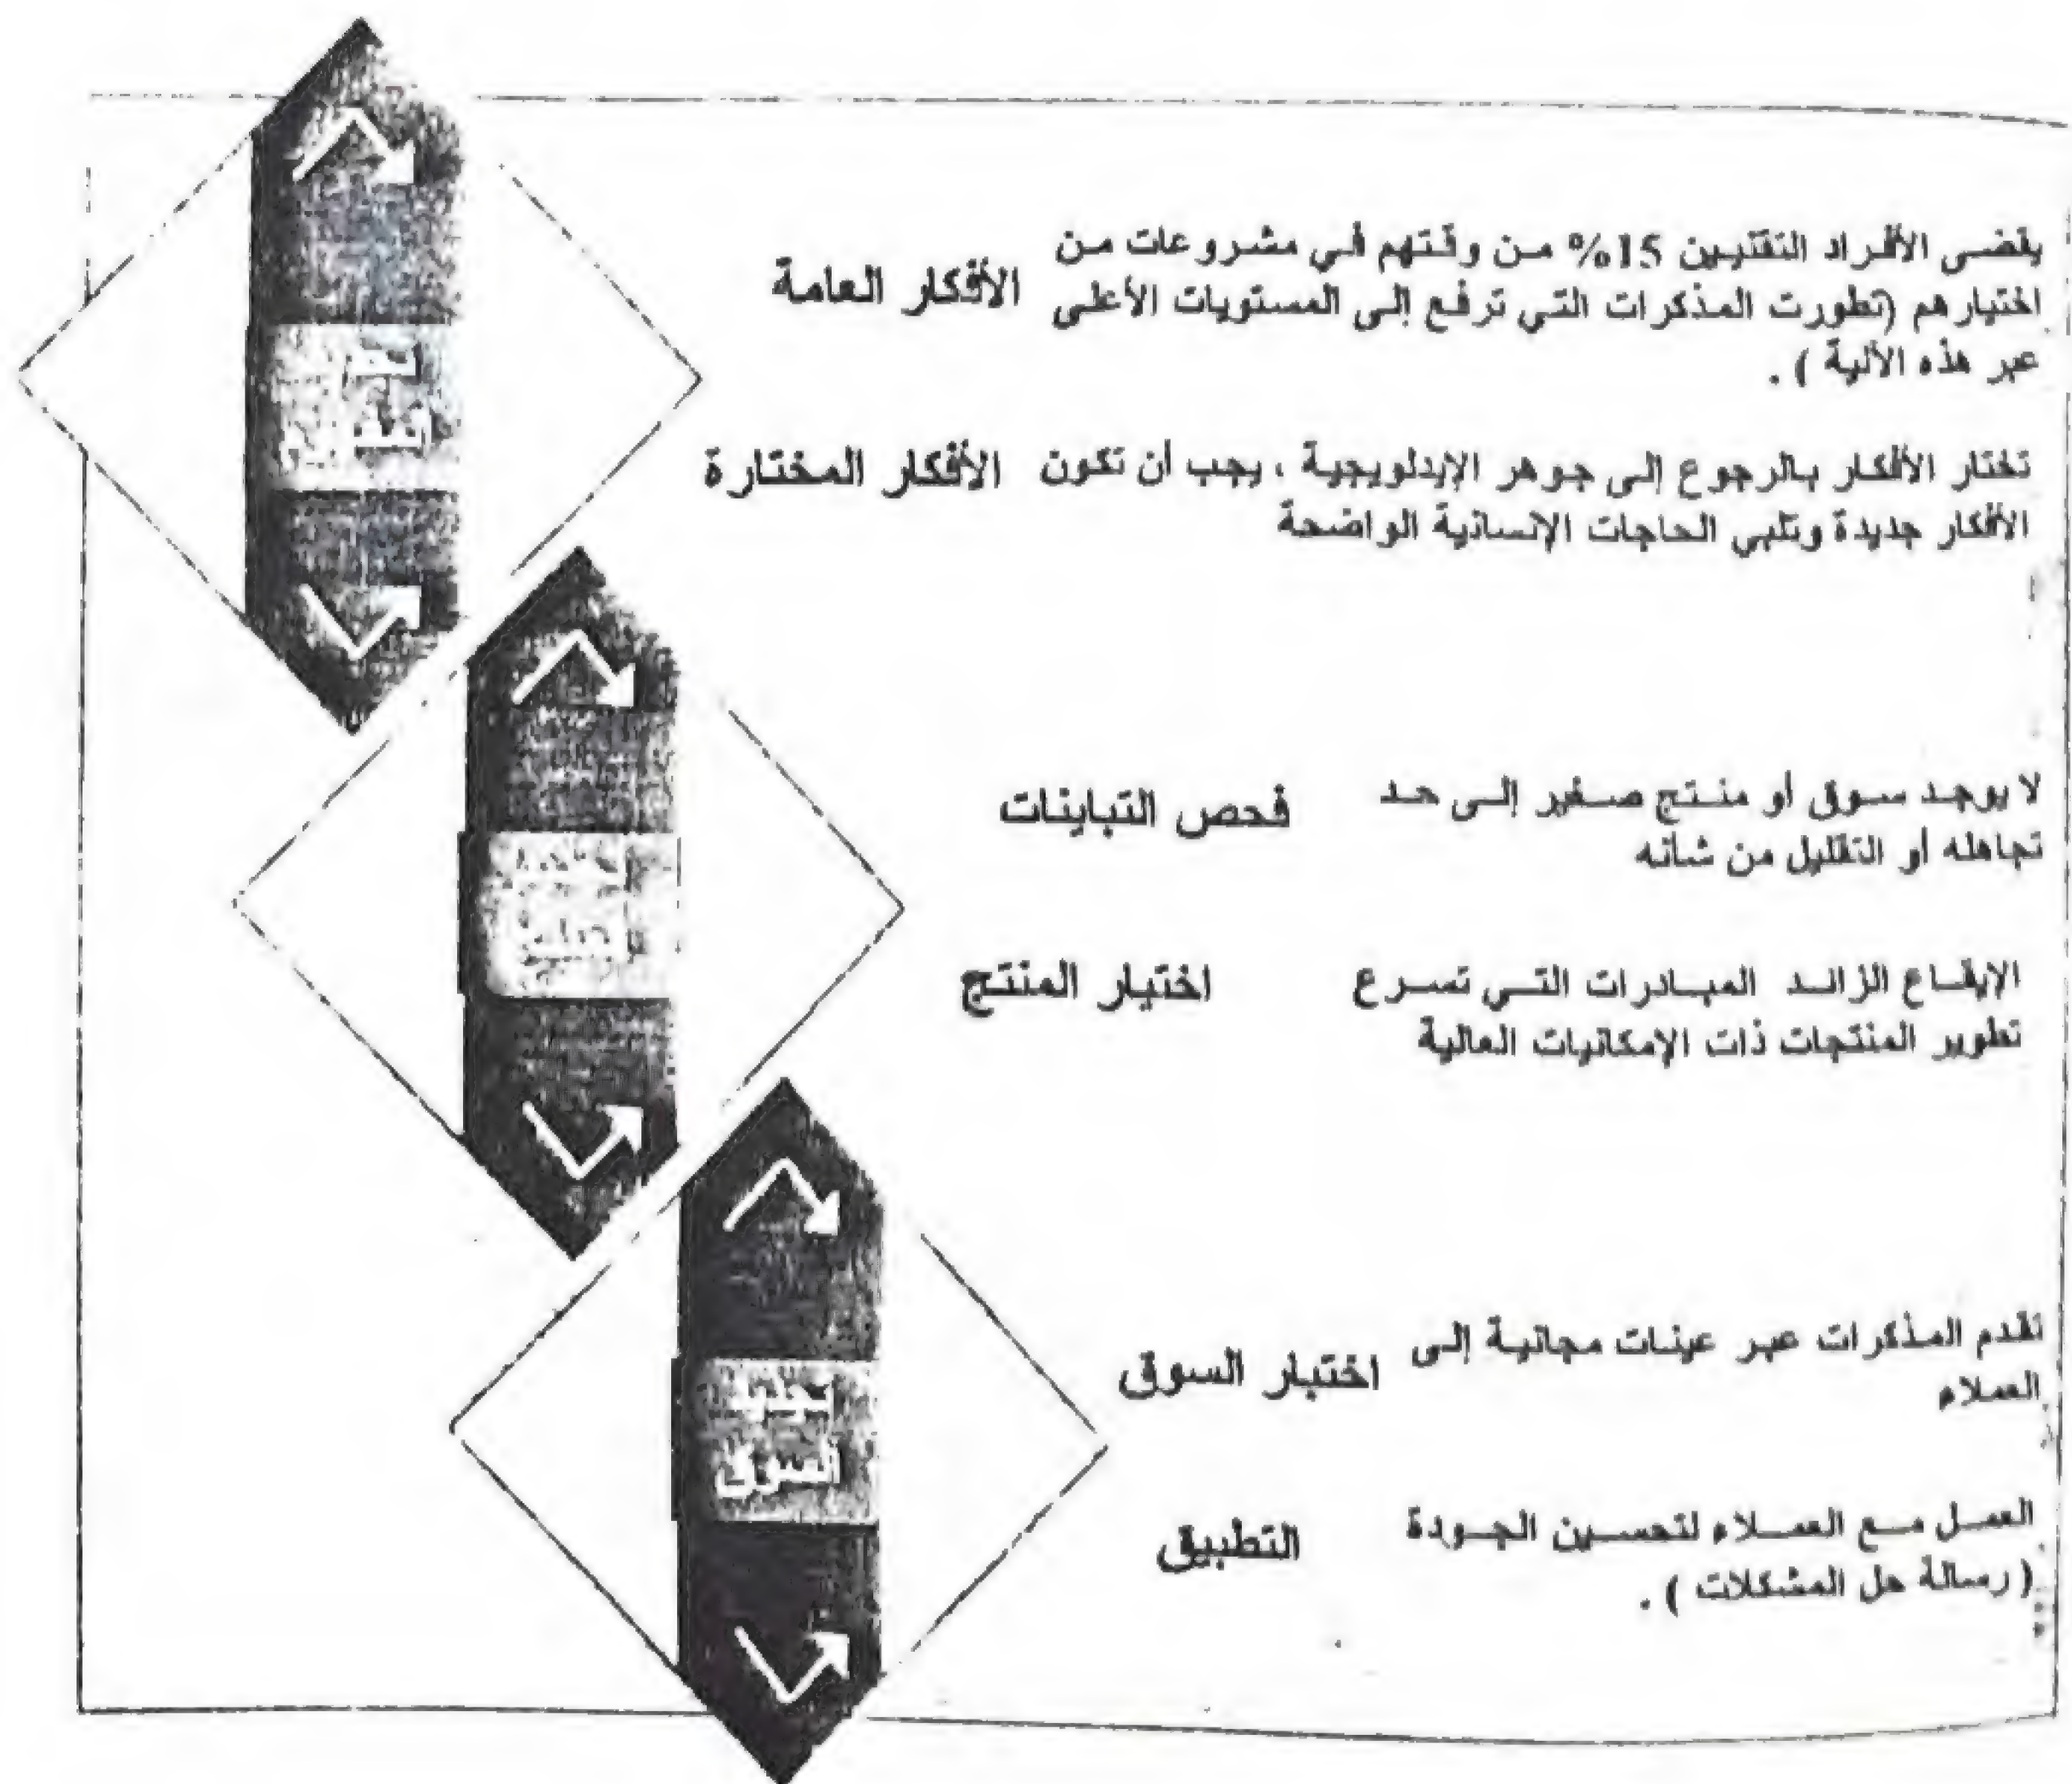 يقضى الأفراد التقنيين 15% من وقتهم في مشروعات من
اختيارهم (تطورت المذكرات التي ترفع إلى المستويات الأعلى
عبر هذه الآلية ) .
الأفكار العامة
تختار الأفكار بالرجوع إلى جوهر الإيدلويجية ، يجب أن تكون
الأفكار جديدة وتلبي الحاجات الإنسانية الواضحة
الأفكار المختارة
لا يوجد سوق أو منتج صغير إلى حد
تجاهله أو التقليل من شأنه
فحص التباينات
الإيقاع الزائد المبادرات التي تسرع
تطوير المنتجات ذات الإمكانيات العالية
اختيار المنتج
تقدم المذكرات عبر عينات مجانية إلى
العملاء
اختبار السوق
العمل مع العملاء لتحسين الجودة
( رسالة حل المشكلات ) .
التطبيق
السوق